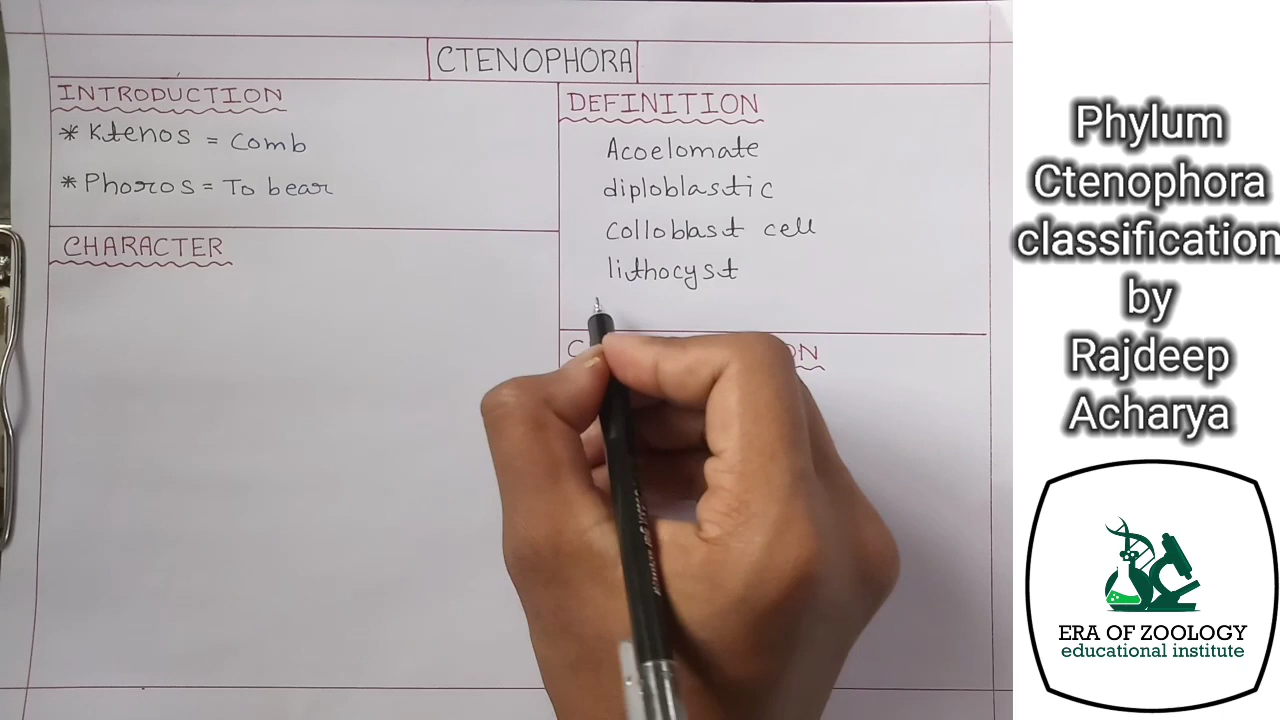 CTENOPHORA
INTRODUCTION
* Ktenos = Comb
* Phoros = To bear
CHARACTER
DEFINITION
Acoelomate
diploblastic
colloblast cell
lithocyst
Phylum
Ctenophora
classification
by
Rajdeep
Acharya
ERA OF ZOOLOGY
educational institute